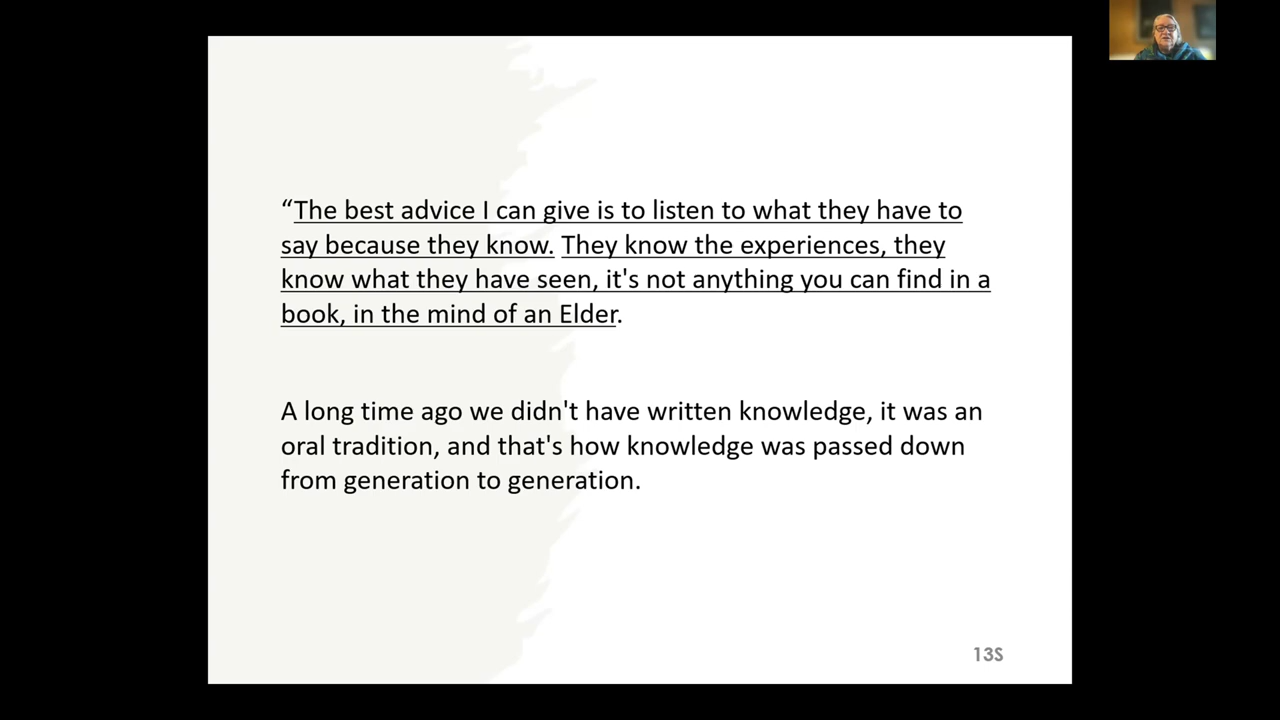 “The best advice I can give is to listen to what they have to
say because they know. They know the experiences, they
know what they have seen, it's not anything you can find in a
book, in the mind of an Elder.
A long time ago we didn't have written knowledge, it was an
oral tradition, and that's how knowledge was passed down
from generation to generation.
13S